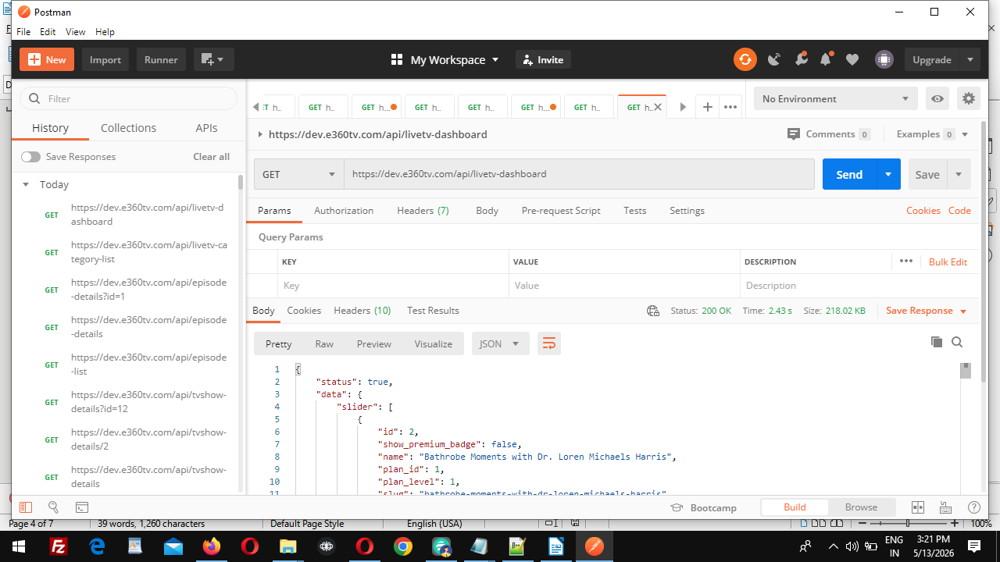 Postman
File Edit View Help
New Import Runner My Workspace Invite Upgrade
Filter
History Collections APIs
Save Responses Clear all
Today
GET https://dev.e360tv.com/api/livetv-d
ashboard
GET https://dev.e360tv.com/api/livetv-ca
tegory-list
GET https://dev.e360tv.com/api/episode
-details?id=1
GET https://dev.e360tv.com/api/episode
-details
GET https://dev.e360tv.com/api/episode
-list
GET https://dev.e360tv.com/api/tvshow-
details?id=12
GET https://dev.e360tv.com/api/tvshow-
details/2
GET https://dev.e360tv.com/api/tvshow-
details
GET h.. GET h.. GET h.. GET h.. GET h.. GET h.. GET h.. No Environment
https://dev.e360tv.com/api/livetv-dashboard Comments 0 Examples 0
GET https://dev.e360tv.com/api/livetv-dashboard Send Save
Params Authorization Headers (7) Body Pre-request Script Tests Settings Cookies Code
Query Params
KEY VALUE DESCRIPTION Bulk Edit
Key Value Description
Body Cookies Headers (10) Test Results Status: 200 OK Time: 2.43 s Size: 218.02 KB Save Response
Pretty Raw Preview Visualize JSON
1 {
2 "status": true,
3 "data": {
4 "slider": [
5 {
6 "id": 2,
7 "show_premium_badge": false,
8 "name": "Bathrobe Moments with Dr. Loren Michaels Harris",
9 "plan_id": 1,
10 "plan_level": 1,
11 "slug": "bathrobe-moments-with-dr-loren-michaels-harris"
Bootcamp Build Browse
Page 4 of 7 39 words, 1,260 characters Default Page Style English (USA) 100%
ENG
IN
3:21 PM
5/13/2026